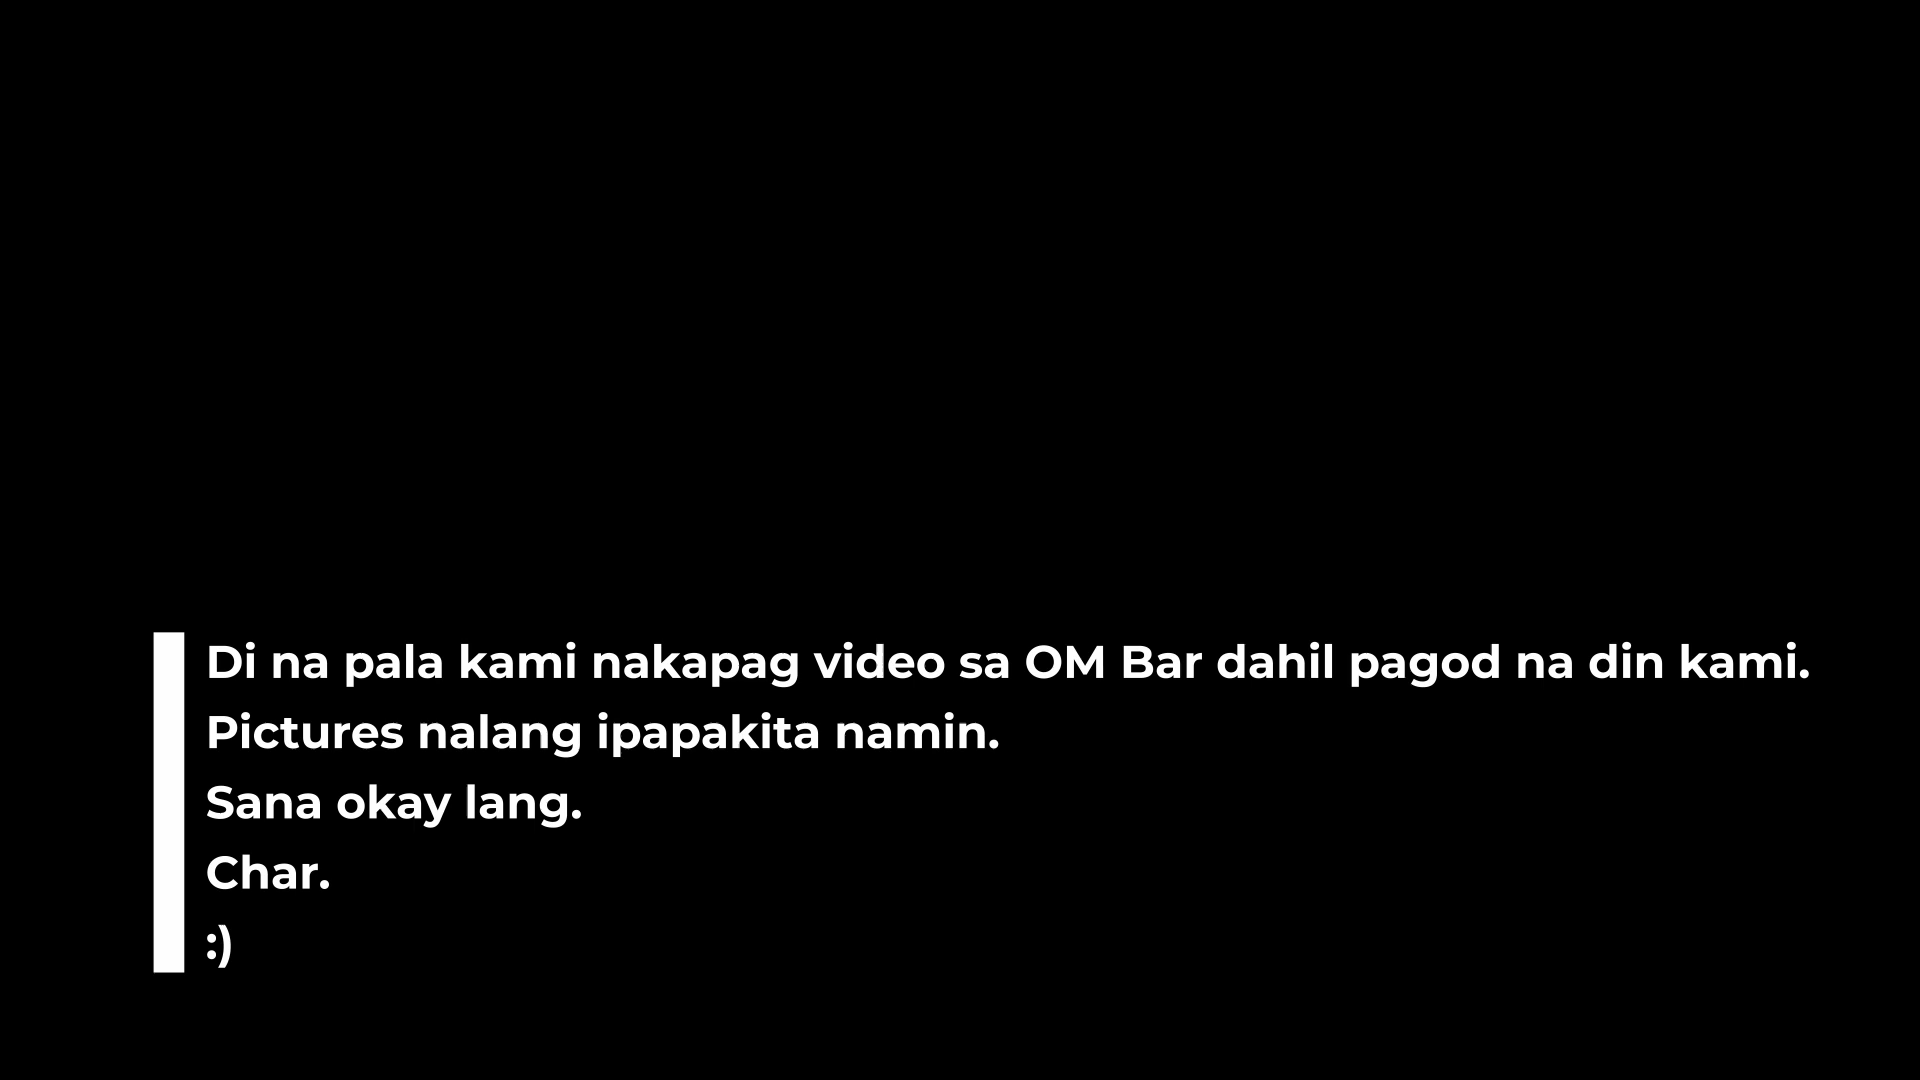 Di na pala kami nakapag video sa OM Bar dahil pagod na din kami.
Pictures nalang ipapakita namin.
Sana okay lang.
Char.
:)